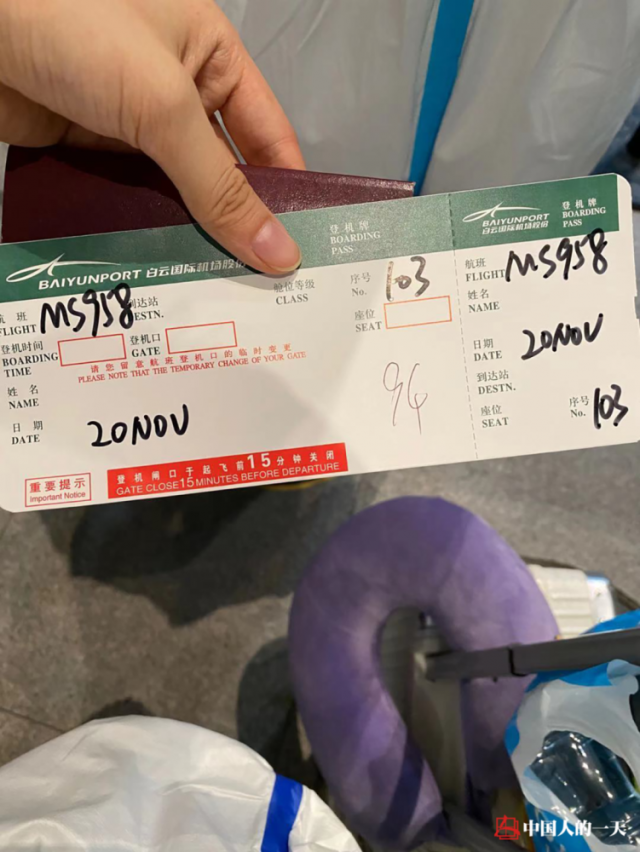 BAIYUNPORT 白云国际机场股份
登机牌
BOARDING
PASS
航班
FLIGHT MS958
到达站
DESTN.
舱位等级
CLASS
序号
No. 103
登机时间
BOARDING
TIME
登机口
GATE
座位
SEAT
请您留意航班登机口的临时变更
PLEASE NOTE THAT THE TEMPORARY CHANGE OF YOUR GATE
姓名
NAME
94
日期
DATE 20NOV
重要提示
Important Notice
登机闸口于起飞前15分钟关闭
GATE CLOSE 15 MINUTES BEFORE DEPARTURE
BAIYUNPORT
白云国际机场股份
登机牌
BOARDING
PASS
航班
FLIGHT MS958
姓名
NAME
日期
DATE 20NOV
到达站
DESTN.
座位
SEAT
序号
No. 103
中国人的一天